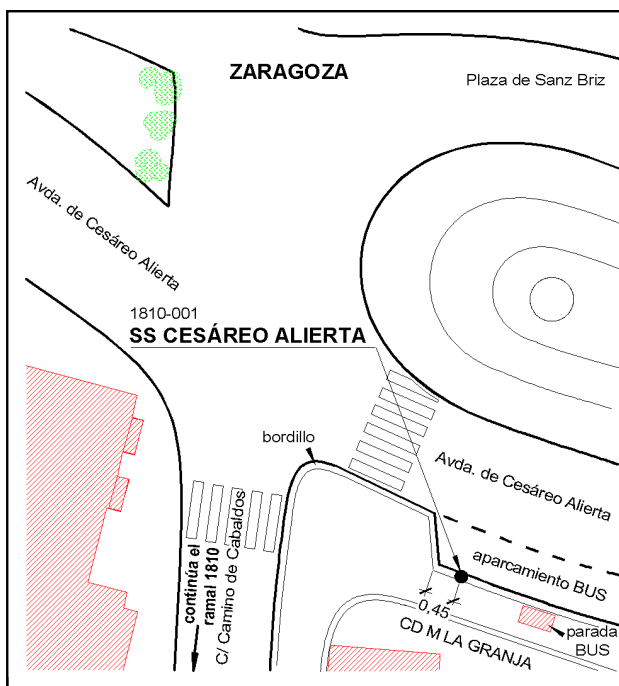 ZARAGOZA
Plaza de Sanz Briz
Avda. de Cesáreo Alierta
1810-001
SS CESÁREO ALIERTA
bordillo
Avda. de Cesáreo Alierta
continúa el
ramal 1810
C/ Camino de Cabaldos
aparcamiento BUS
0,45
CD M LA GRANJA
parada
BUS